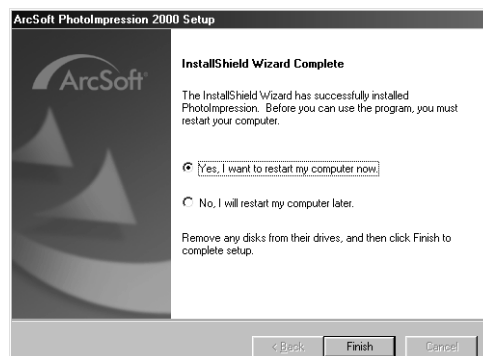 ArcSoft PhotoImpression 2000 Setup
ArcSoft
InstallShield Wizard Complete
The InstallShield Wizard has successfully installed
PhotoImpression. Before you can use the program, you must
restart your computer.
Yes, I want to restart my computer now.
No, I will restart my computer later.
Remove any disks from their drives, and then click Finish to
complete setup.
< Back Finish Cancel